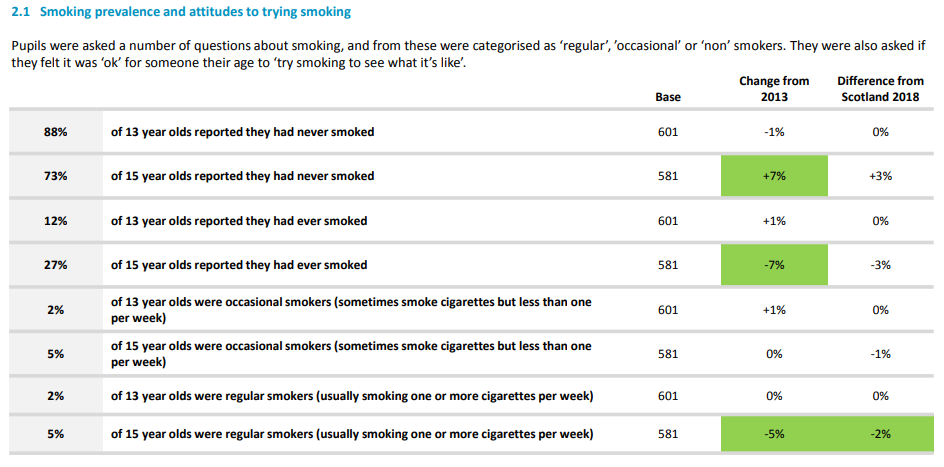 2.1 Smoking prevalence and attitudes to trying smoking
Pupils were asked a number of questions about smoking, and from these were categorised as ‘regular’, ’occasional’ or ‘non’ smokers. They were also asked if
they felt it was ‘ok’ for someone their age to ‘try smoking to see what it’s like’.
Base Change from 2013 Difference from Scotland 2018
88% of 13 year olds reported they had never smoked 601 -1% 0%
73% of 15 year olds reported they had never smoked 581 +7% +3%
12% of 13 year olds reported they had ever smoked 601 +1% 0%
27% of 15 year olds reported they had ever smoked 581 -7% -3%
2% of 13 year olds were occasional smokers (sometimes smoke cigarettes but less than one per week) 601 +1% 0%
5% of 15 year olds were occasional smokers (sometimes smoke cigarettes but less than one per week) 581 0% -1%
2% of 13 year olds were regular smokers (usually smoking one or more cigarettes per week) 601 0% 0%
5% of 15 year olds were regular smokers (usually smoking one or more cigarettes per week) 581 -5% -2%